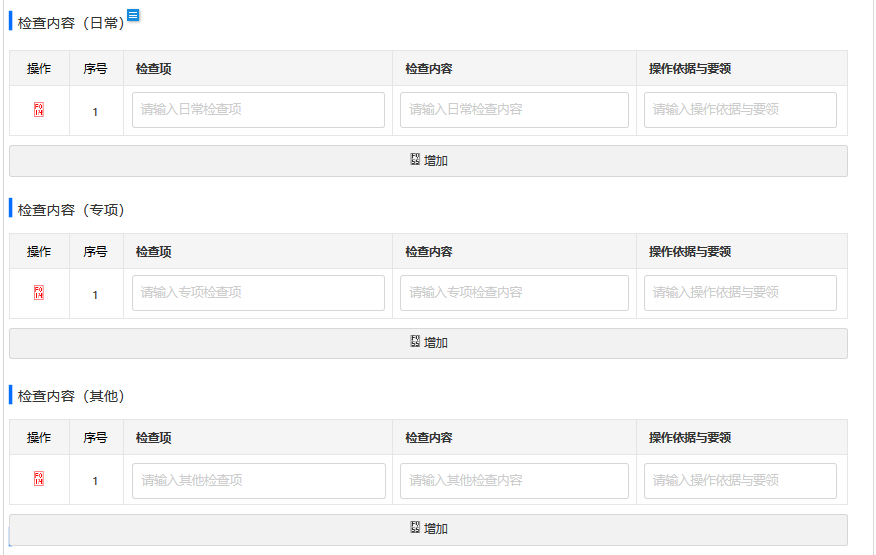 检查内容（日常）
操作 序号 检查项 检查内容 操作依据与要领
1 请输入日常检查项 请输入日常检查内容 请输入操作依据与要领
增加
检查内容（专项）
操作 序号 检查项 检查内容 操作依据与要领
1 请输入专项检查项 请输入专项检查内容 请输入操作依据与要领
增加
检查内容（其他）
操作 序号 检查项 检查内容 操作依据与要领
1 请输入其他检查项 请输入其他检查内容 请输入操作依据与要领
增加